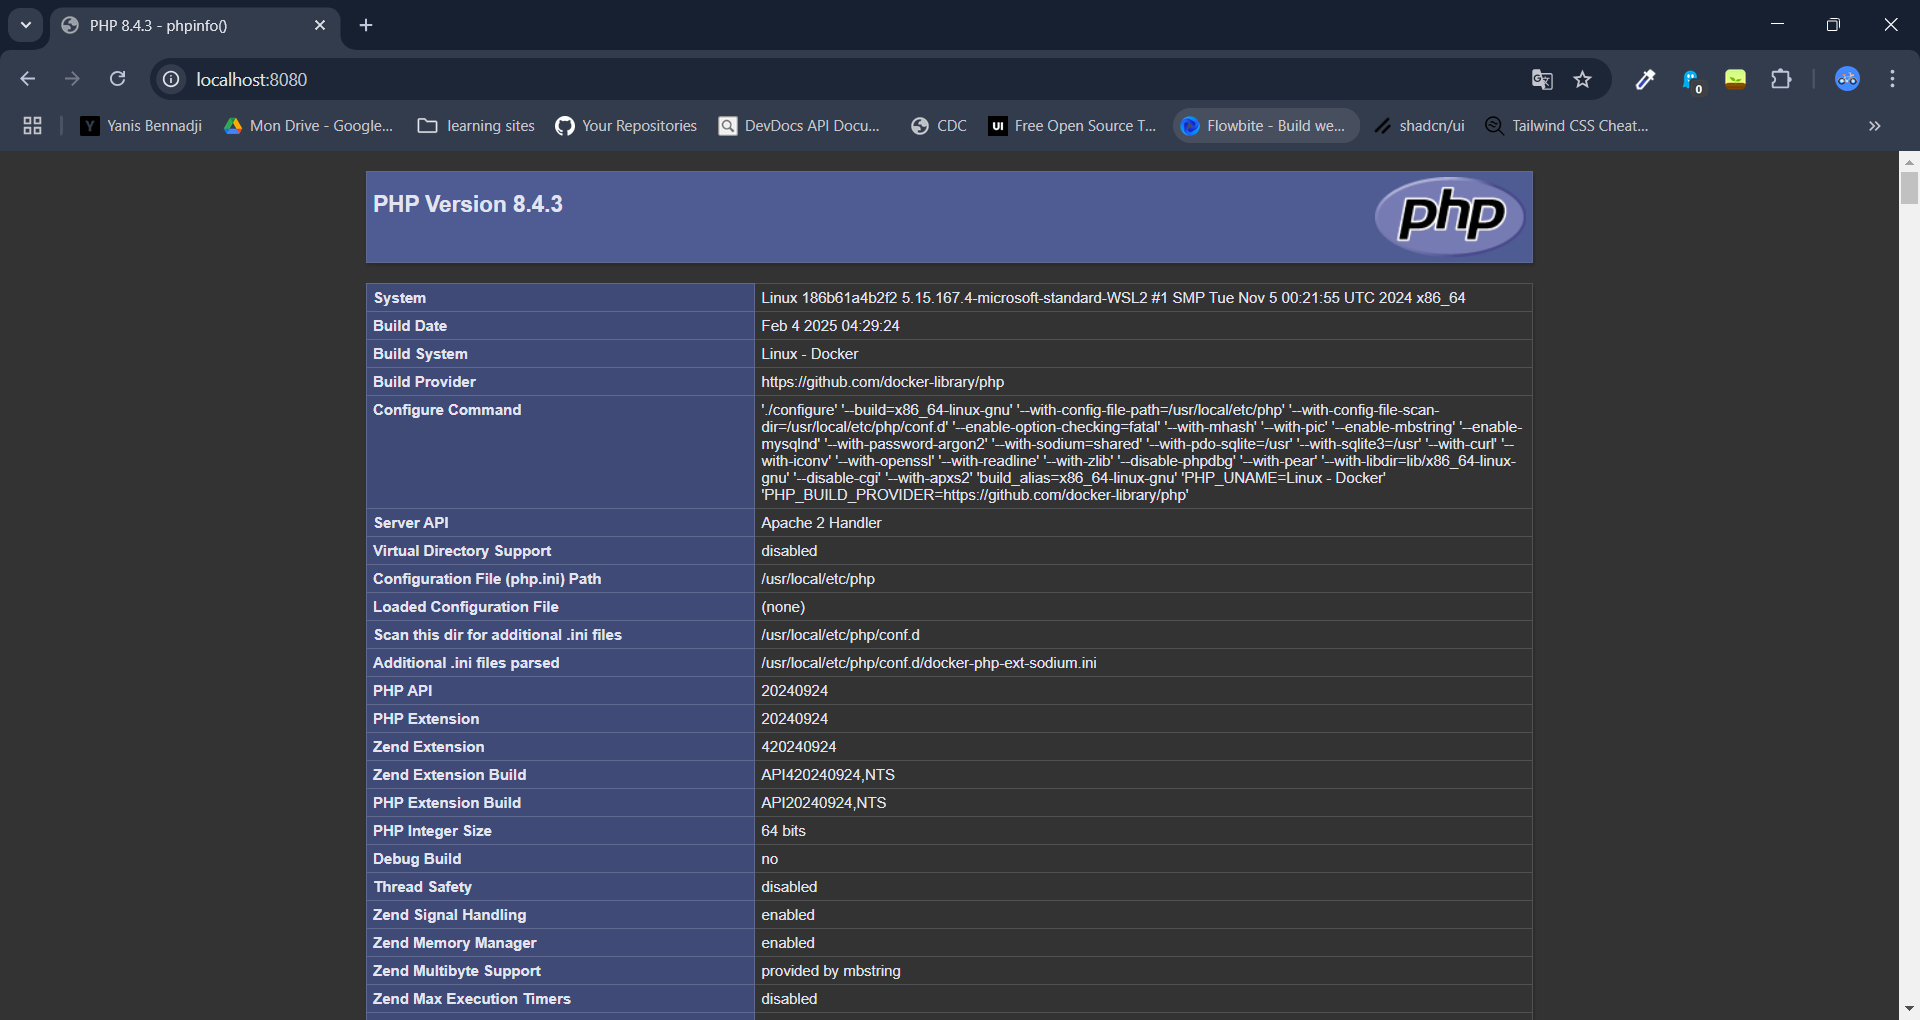 PHP 8.4.3 - phpinfo()
localhost:8080
0
Yanis Bennadji
Mon Drive - Google...
learning sites
Your Repositories
DevDocs API Docu...
CDC
UI Free Open Source T...
Flowbite - Build we...
shadcn/ui
Tailwind CSS Cheat...
PHP Version 8.4.3
php
System Linux 186b61a4b2f2 5.15.167.4-microsoft-standard-WSL2 #1 SMP Tue Nov 5 00:21:55 UTC 2024 x86_64
Build Date Feb 4 2025 04:29:24
Build System Linux - Docker
Build Provider https://github.com/docker-library/php
Configure Command './configure' '--build=x86_64-linux-gnu' '--with-config-file-path=/usr/local/etc/php' '--with-config-file-scan-
dir=/usr/local/etc/php/conf.d' '--enable-option-checking=fatal' '--with-mhash' '--with-pic' '--enable-mbstring' '--enable-
mysqlnd' '--with-password-argon2' '--with-sodium=shared' '--with-pdo-sqlite=/usr' '--with-sqlite3=/usr' '--with-curl' '--
with-iconv' '--with-openssl' '--with-readline' '--with-zlib' '--disable-phpdbg' '--with-pear' '--with-libdir=lib/x86_64-linux-
gnu' '--disable-cgi' '--with-apxs2' 'build_alias=x86_64-linux-gnu' 'PHP_UNAME=Linux - Docker'
'PHP_BUILD_PROVIDER=https://github.com/docker-library/php'
Server API Apache 2 Handler
Virtual Directory Support disabled
Configuration File (php.ini) Path /usr/local/etc/php
Loaded Configuration File (none)
Scan this dir for additional .ini files /usr/local/etc/php/conf.d
Additional .ini files parsed /usr/local/etc/php/conf.d/docker-php-ext-sodium.ini
PHP API 20240924
PHP Extension 20240924
Zend Extension 420240924
Zend Extension Build API420240924,NTS
PHP Extension Build API20240924,NTS
PHP Integer Size 64 bits
Debug Build no
Thread Safety disabled
Zend Signal Handling enabled
Zend Memory Manager enabled
Zend Multibyte Support provided by mbstring
Zend Max Execution Timers disabled